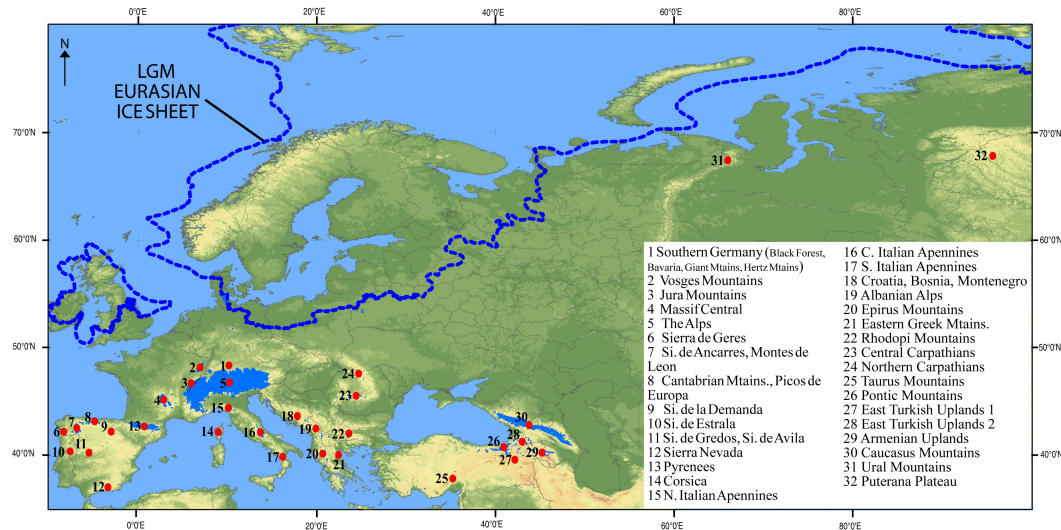 0°0'E 20°0'E 40°0'E 60°0'E 80°0'E
N
LGM
EURASIAN
ICE SHEET
70°0'N 70°0'N
31 32
60°0'N 60°0'N
50°0'N 50°0'N
40°0'N 40°0'N
1
2
3
4
5
6
7
8
9
10
11
12
13
14
15
16
17
18
19
20
21
22
23
24
25
26
27
28
29
30
1 Southern Germany (Black Forest,
Bavaria, Giant Mtains, Hertz Mtains)
2 Vosges Mountains
3 Jura Mountains
4 Massif Central
5 The Alps
6 Sierra de Geres
7 Si. de Ancarres, Montes de
Leon
8 Cantabrian Mtains., Picos de
Europa
9 Si. de la Demanda
10 Si. de Estrala
11 Si. de Gredos, Si. de Avila
12 Sierra Nevada
13 Pyrenees
14 Corsica
15 N. Italian Apennines
16 C. Italian Apennines
17 S. Italian Apennines
18 Croatia, Bosnia, Montenegro
19 Albanian Alps
20 Epirus Mountains
21 Eastern Greek Mtains.
22 Rhodopi Mountains
23 Central Carpathians
24 Northern Carpathians
25 Taurus Mountains
26 Pontic Mountains
27 East Turkish Uplands 1
28 East Turkish Uplands 2
29 Armenian Uplands
30 Caucasus Mountains
31 Ural Mountains
32 Puterana Plateau
0°0'E 20°0'E 40°0'E 60°0'E 80°0'E